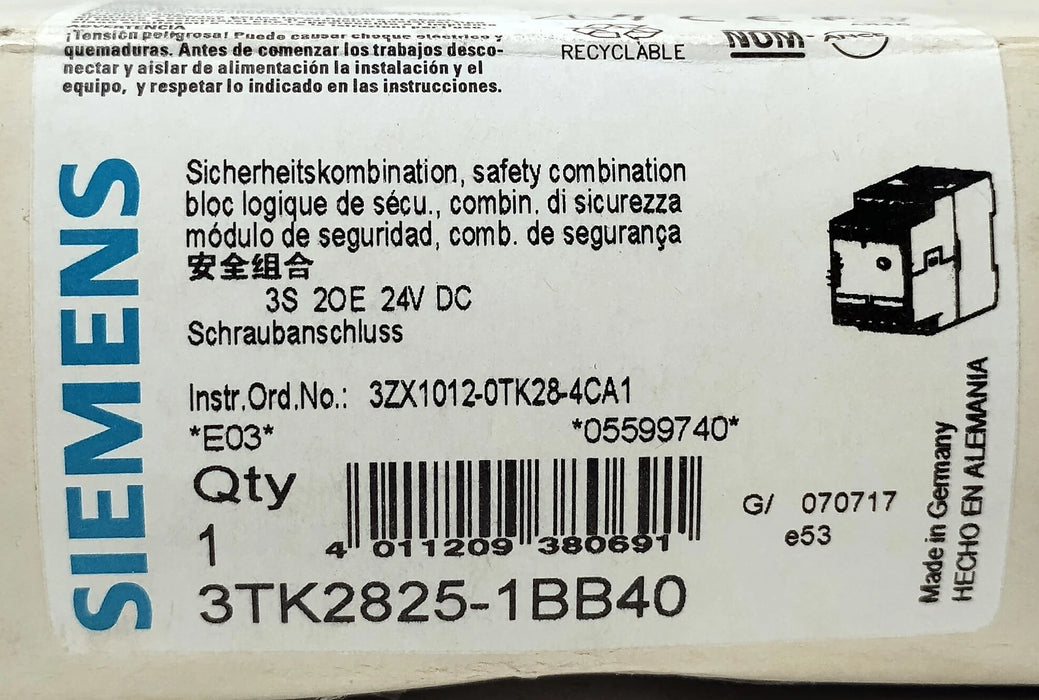 ¡Tensión peligrosa! Puede causar choque eléctrico y
quemaduras. Antes de comenzar los trabajos desco-
nectar y aislar de alimentación la instalación y el
equipo, y respetar lo indicado en las instrucciones.
RECYCLABLE
NOM-
ANCE
SIEMENS
Sicherheitskombination, safety combination
bloc logique de sécu., combin. di sicurezza
módulo de seguridad, comb. de segurança
安全组合
3S 2OE 24V DC
Schraubanschluss
Instr.Ord.No.: 3ZX1012-0TK28-4CA1
*E03* *05599740*
Qty
1
4 011209 380691
G/ 070717
e53
3TK2825-1BB40
Made in Germany
HECHO EN ALEMANIA